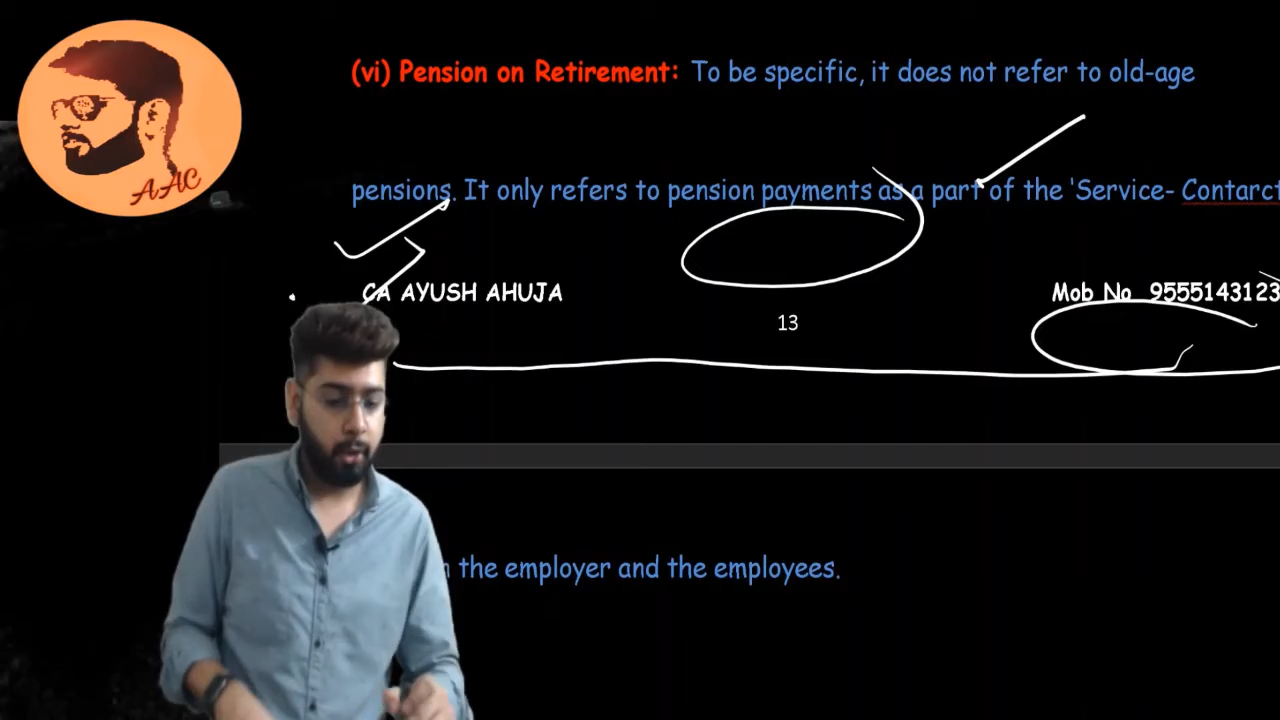 AAC
(vi) Pension on Retirement: To be specific, it does not refer to old-age
pensions. It only refers to pension payments as a part of the 'Service- Contarct
CA AYUSH AHUJA
Mob No 9555143123
13
the employer and the employees.